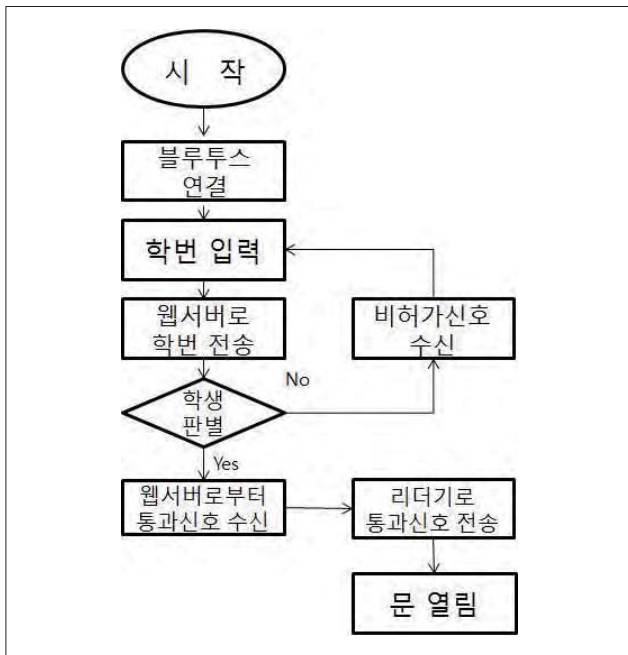 시 작
블루투스
연결
학번 입력
웹서버로
학번 전송
비허가신호
수신
No
학생
판별
Yes
웹서버로부터
통과신호 수신
리더기로
통과신호 전송
문 열림